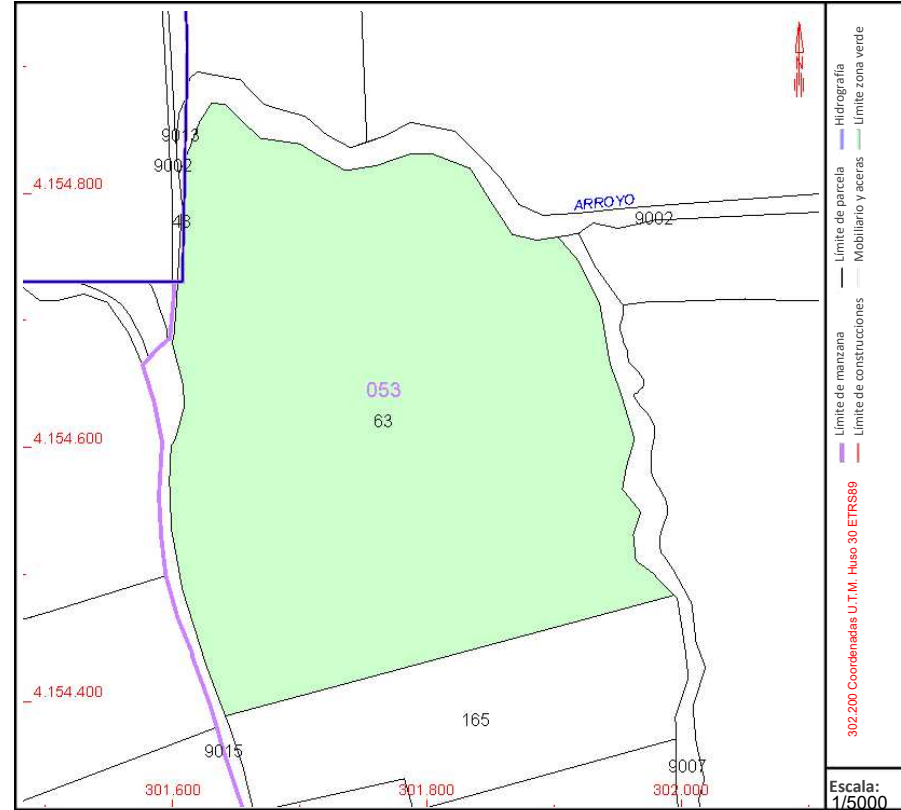 N
9013
9002
4.154.800
48
ARROYO
9002
053
63
4.154.600
4.154.400
165
9015
9007
301.600
301.800
302.000
Límite de manzana
Límite de parcela
Hidrografía
Límite de construcciones
Mobiliario y aceras
Límite zona verde
302.200 Coordenadas U.T.M. Huso 30 ETRS89
Escala:
1/5000